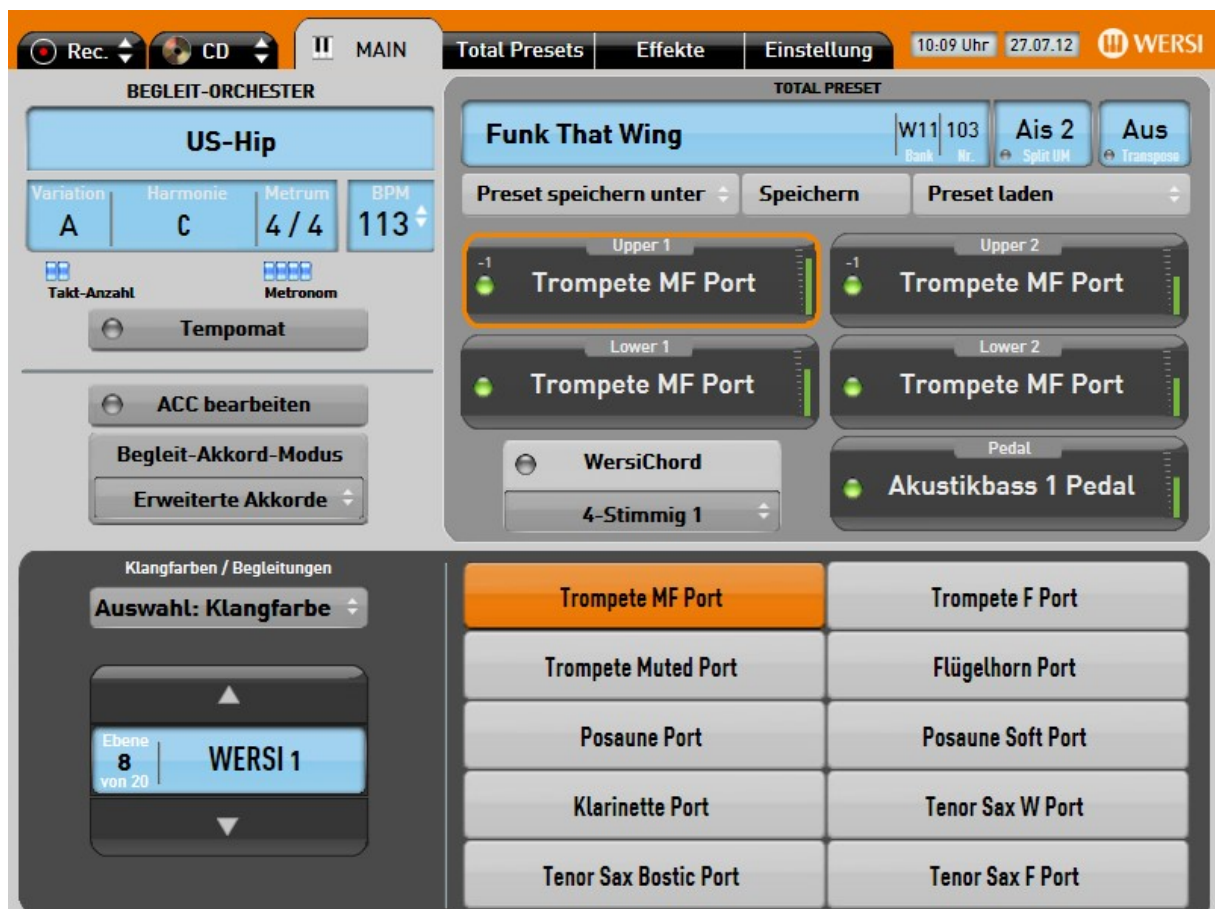 Rec.
CD
MAIN
Total Presets
Effekte
Einstellung
10:09 Uhr
27.07.12
WERSI
BEGLEIT-ORCHESTER
US-Hip
Variation
Harmonie
Metrum
BPM
A
C
4 / 4
113
Takt-Anzahl
Metronom
Tempomat
ACC bearbeiten
Begleit-Akkord-Modus
Erweiterte Akkorde
TOTAL PRESET
Funk That Wing
W11
103
Bank
Nr.
Ais 2
Split UM
Aus
Transpose
Preset speichern unter
Speichern
Preset laden
Upper 1
-1
Trompete MF Port
Upper 2
-1
Trompete MF Port
Lower 1
Trompete MF Port
Lower 2
Trompete MF Port
WersiChord
4-Stimmig 1
Pedal
Akustikbass 1 Pedal
Klangfarben / Begleitungen
Auswahl: Klangfarbe
Ebene
8
von 20
WERSI 1
Trompete MF Port
Trompete F Port
Trompete Muted Port
Flügelhorn Port
Posaune Port
Posaune Soft Port
Klarinette Port
Tenor Sax W Port
Tenor Sax Bostic Port
Tenor Sax F Port